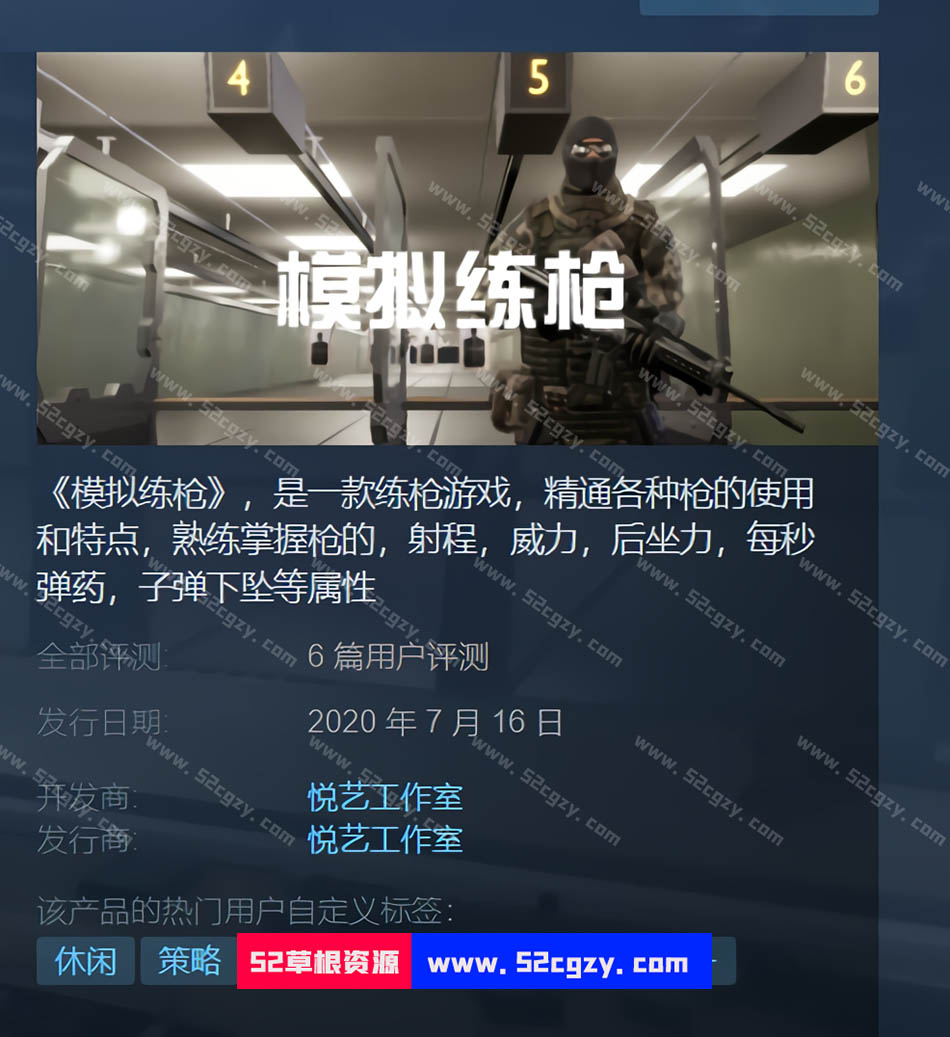 4 5 6
模拟练枪
《模拟练枪》，是一款练枪游戏，精通各种枪的使用
和特点，熟练掌握枪的，射程，威力，后坐力，每秒
弹药，子弹下坠等属性
全部评测: 6 篇用户评测
发行日期: 2020 年 7 月 16 日
开发商: 悦艺工作室
发行商: 悦艺工作室
该产品的热门用户自定义标签：
休闲 策略
52草根资源 www.52cgzy.com
www.52cgzy.com